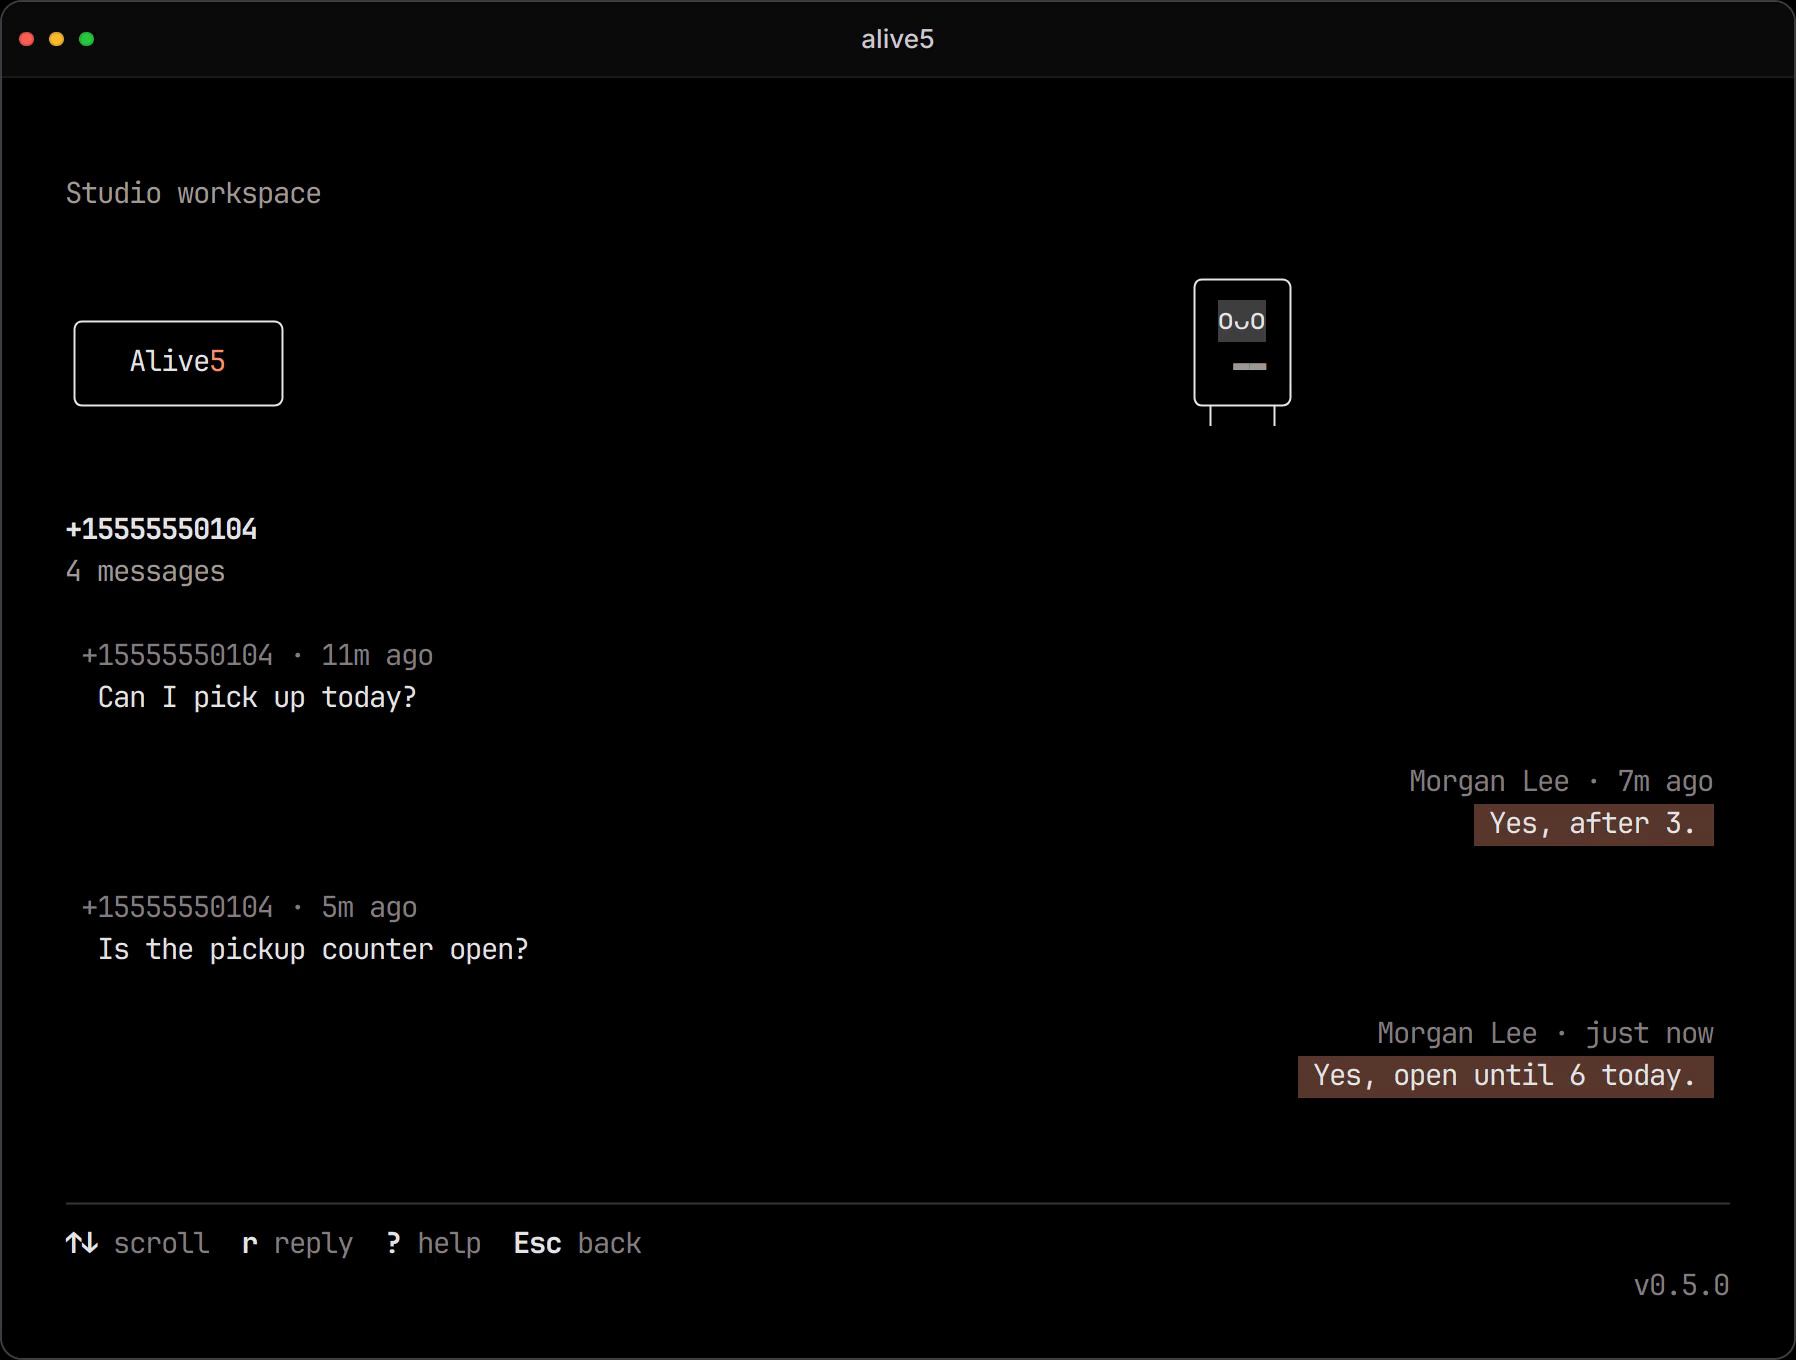 alive5
Studio workspace
Alive5
oᴗo
+15555550104
4 messages
+15555550104 · 11m ago
Can I pick up today?
Morgan Lee · 7m ago
Yes, after 3.
+15555550104 · 5m ago
Is the pickup counter open?
Morgan Lee · just now
Yes, open until 6 today.
↑↓ scroll  r reply  ? help  Esc back
v0.5.0